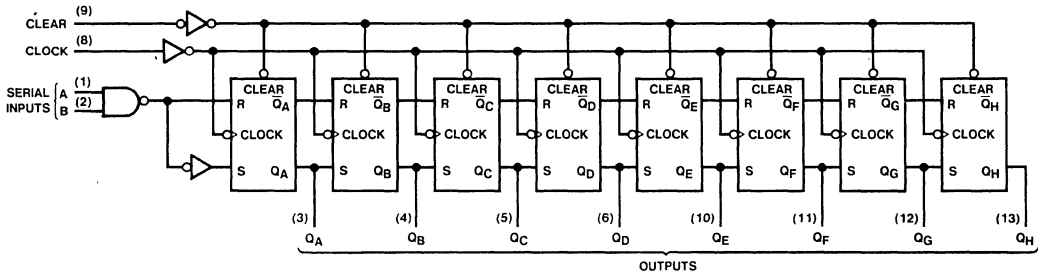 CLEAR (9)
CLOCK (8)
SERIAL INPUTS { A (1)
B (2)
CLEAR CLEAR CLEAR CLEAR CLEAR CLEAR CLEAR CLEAR
R Q̅A R Q̅B R Q̅C R Q̅D R Q̅E R Q̅F R Q̅G R Q̅H
CLOCK CLOCK CLOCK CLOCK CLOCK CLOCK CLOCK CLOCK
S QA S QB S QC S QD S QE S QF S QG S QH
(3) (4) (5) (6) (10) (11) (12) (13)
QA QB QC QD QE QF QG QH
OUTPUTS